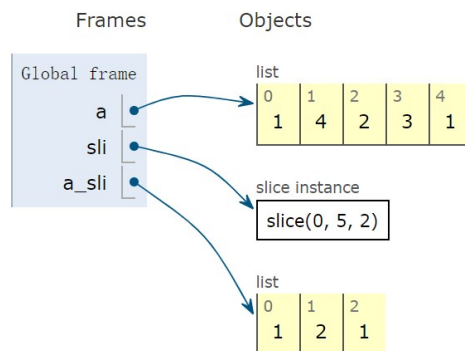 Frames Objects
Global frame
a
sli
a_sli
list
0 1 2 3 4
1 4 2 3 1
slice instance
slice(0, 5, 2)
list
0 1 2
1 2 1